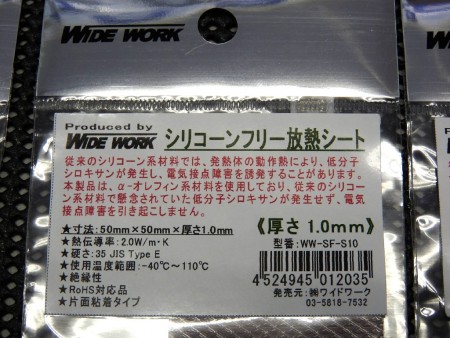 WIDE WORK
Produced by
WIDE WORK シリコーンフリー放熱シート
従来のシリコーン系材料では、発熱体の動作熱により、低分子
シロキサンが発生し、電気接点障害を誘発することがあります。
本製品は、α-オレフィン系材料を使用しており、従来のシリコー
ン系材料で懸念されていた低分子シロキサンが発生せず、電気
接点障害を引き起こしません。
★寸法:50mm×50mm×厚さ1.0mm
★熱伝導率:2.0W/m・K
★硬さ:35 JIS Type E
★使用温度範囲:-40℃~110℃
★絶縁性
★RoHS対応品
★片面粘着タイプ
《厚さ 1.0mm》
型番:WW-SF-S10
4 524945 012035
発売元:㈱ワイドワーク
03-5818-7532